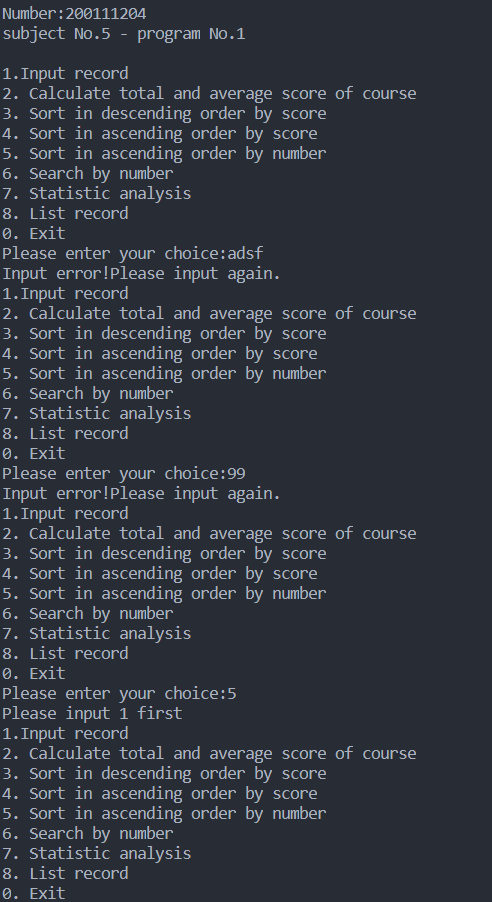 Number:200111204
subject No.5 - program No.1
1.Input record
2. Calculate total and average score of course
3. Sort in descending order by score
4. Sort in ascending order by score
5. Sort in ascending order by number
6. Search by number
7. Statistic analysis
8. List record
0. Exit
Please enter your choice:adsf
Input error!Please input again.
1.Input record
2. Calculate total and average score of course
3. Sort in descending order by score
4. Sort in ascending order by score
5. Sort in ascending order by number
6. Search by number
7. Statistic analysis
8. List record
0. Exit
Please enter your choice:99
Input error!Please input again.
1.Input record
2. Calculate total and average score of course
3. Sort in descending order by score
4. Sort in ascending order by score
5. Sort in ascending order by number
6. Search by number
7. Statistic analysis
8. List record
0. Exit
Please enter your choice:5
Please input 1 first
1.Input record
2. Calculate total and average score of course
3. Sort in descending order by score
4. Sort in ascending order by score
5. Sort in ascending order by number
6. Search by number
7. Statistic analysis
8. List record
0. Exit